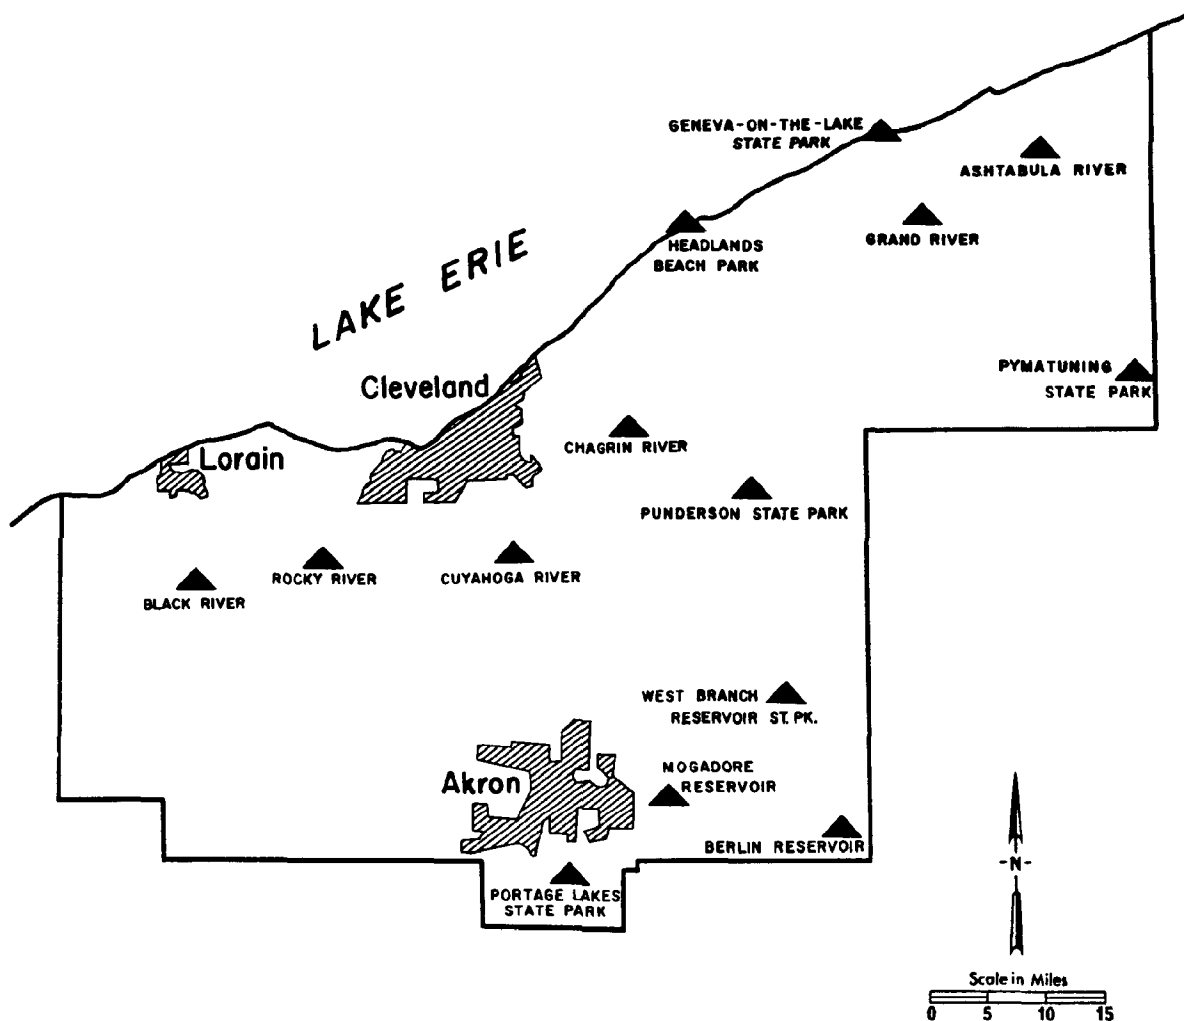 GENEVA-ON-THE-LAKE
STATE PARK
ASHTABULA RIVER
GRAND RIVER
HEADLANDS
BEACH PARK
LAKE ERIE
PYMATUNING
STATE PARK
Cleveland
CHAGRIN RIVER
Lorain
PUNDERSON STATE PARK
ROCKY RIVER
CUYAHOGA RIVER
BLACK RIVER
WEST BRANCH
RESERVOIR ST. PK.
MOGADORE
RESERVOIR
Akron
BERLIN RESERVOIR
-N-
PORTAGE LAKES
STATE PARK
Scale in Miles
0 5 10 15